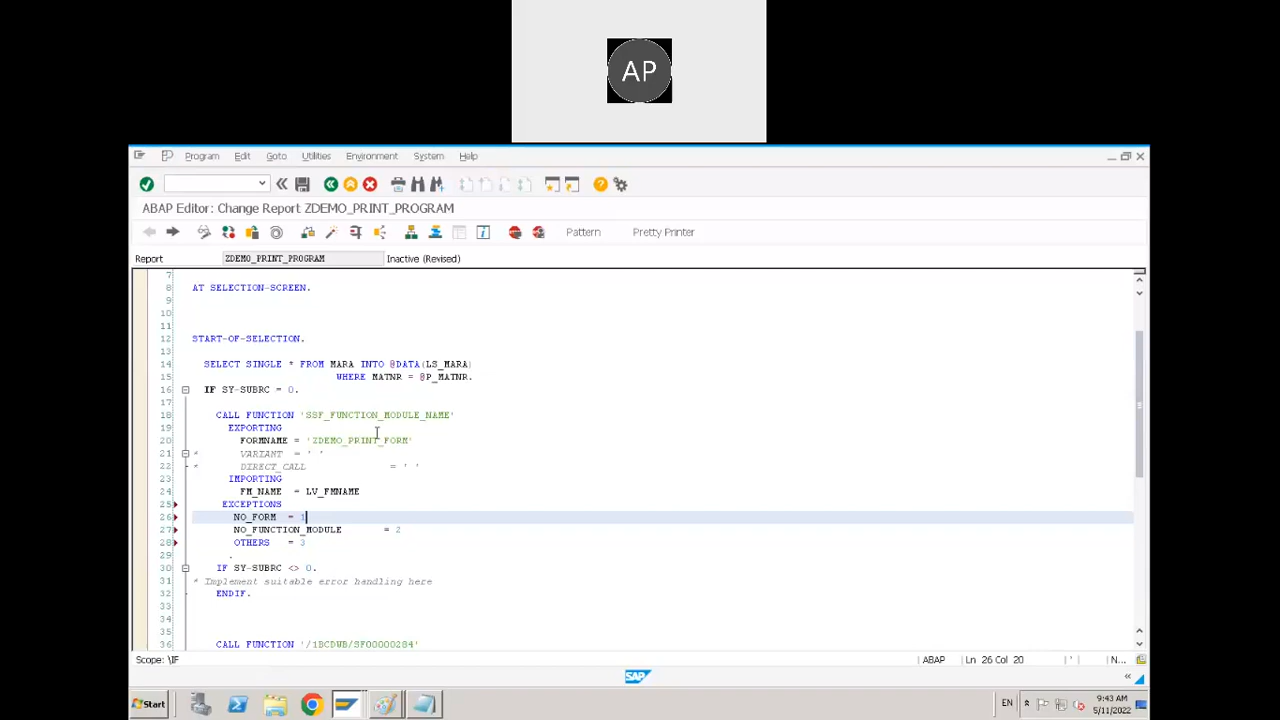 AP
Program Edit Goto Utilities Environment System Help
ABAP Editor: Change Report ZDEMO_PRINT_PROGRAM
Pattern Pretty Printer
Report ZDEMO_PRINT_PROGRAM Inactive (Revised)
7
8 AT SELECTION-SCREEN.
9
10
11
12 START-OF-SELECTION.
13
14 SELECT SINGLE * FROM MARA INTO @DATA(LS_MARA)
15 WHERE MATNR = @P_MATNR.
16 IF SY-SUBRC = 0.
17
18 CALL FUNCTION 'SSF_FUNCTION_MODULE_NAME'
19 EXPORTING
20 FORMNAME = 'ZDEMO_PRINT_FORM'
21 * VARIANT = ' '
22 * DIRECT_CALL = ' '
23 IMPORTING
24 FM_NAME = LV_FMNAME
25 EXCEPTIONS
26 NO_FORM = 1
27 NO_FUNCTION_MODULE = 2
28 OTHERS = 3
29 .
30 IF SY-SUBRC <> 0.
31 * Implement suitable error handling here
32 ENDIF.
33
34
35
36 CALL FUNCTION '/1BCDWB/SF00000284'
Scope: \IF ABAP Ln 26 Col 20 ' N...
SAP
Start EN 9:43 AM
5/11/2022